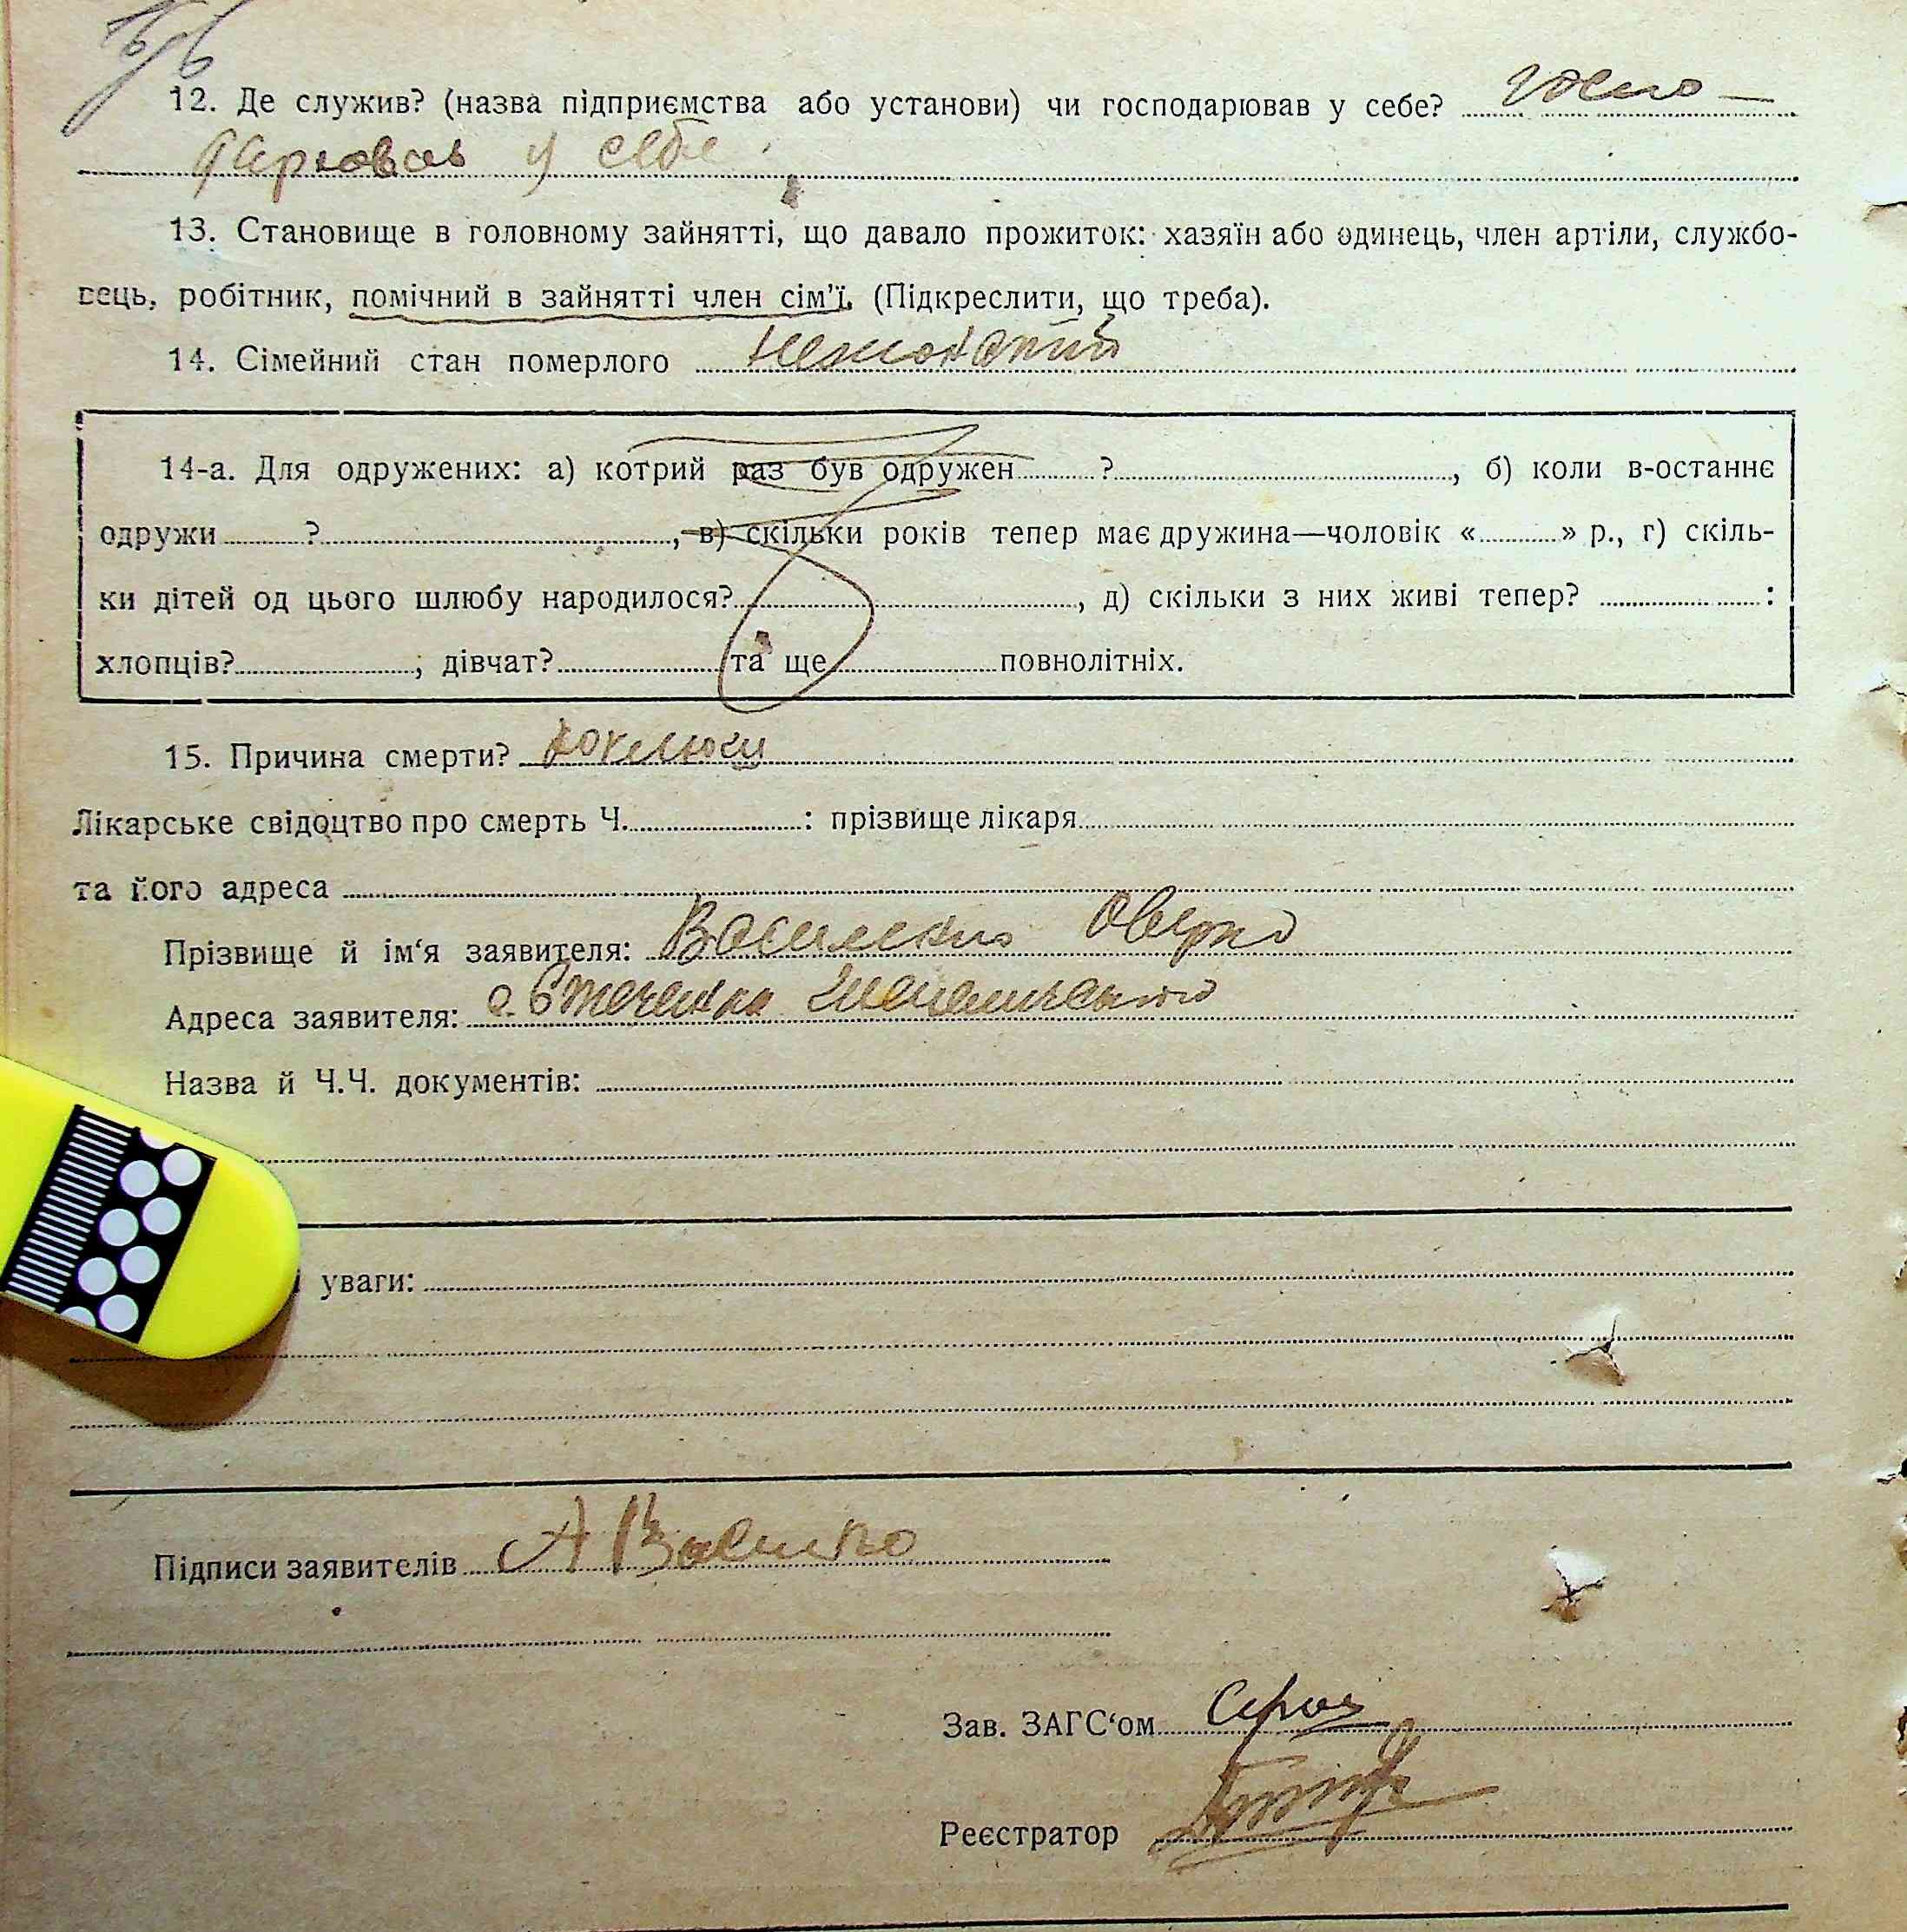 12. Де служив? (назва підприємства або установи) чи господарював у себе? Госпо-
дарював у себе.
13. Становище в головному зайнятті, що давало прожиток: хазяїн або одинець, член артіли, службо-
вець, робітник, помічний в зайнятті член сім'ї. (Підкреслити, що треба).
14. Сімейний стан померлого нежонатий
14-а. Для одружених: а) котрий раз був одружен ? , б) коли в-останнє
одружи ? , в) скільки років тепер має дружина—чоловік « » р., г) скіль-
ки дітей од цього шлюбу народилося? , д) скільки з них живі тепер? :
хлопців? , дівчат? та ще повнолітніх.
15. Причина смерти? коклюш
Лікарське свідоцтво про смерть Ч. : прізвище лікаря
та його адреса
Прізвище й ім'я заявителя: Василенко Оверко
Адреса заявителя: с.
Назва й Ч.Ч. документів:
уваги:
Підписи заявителів А
Зав. ЗАГС'ом
Реєстратор